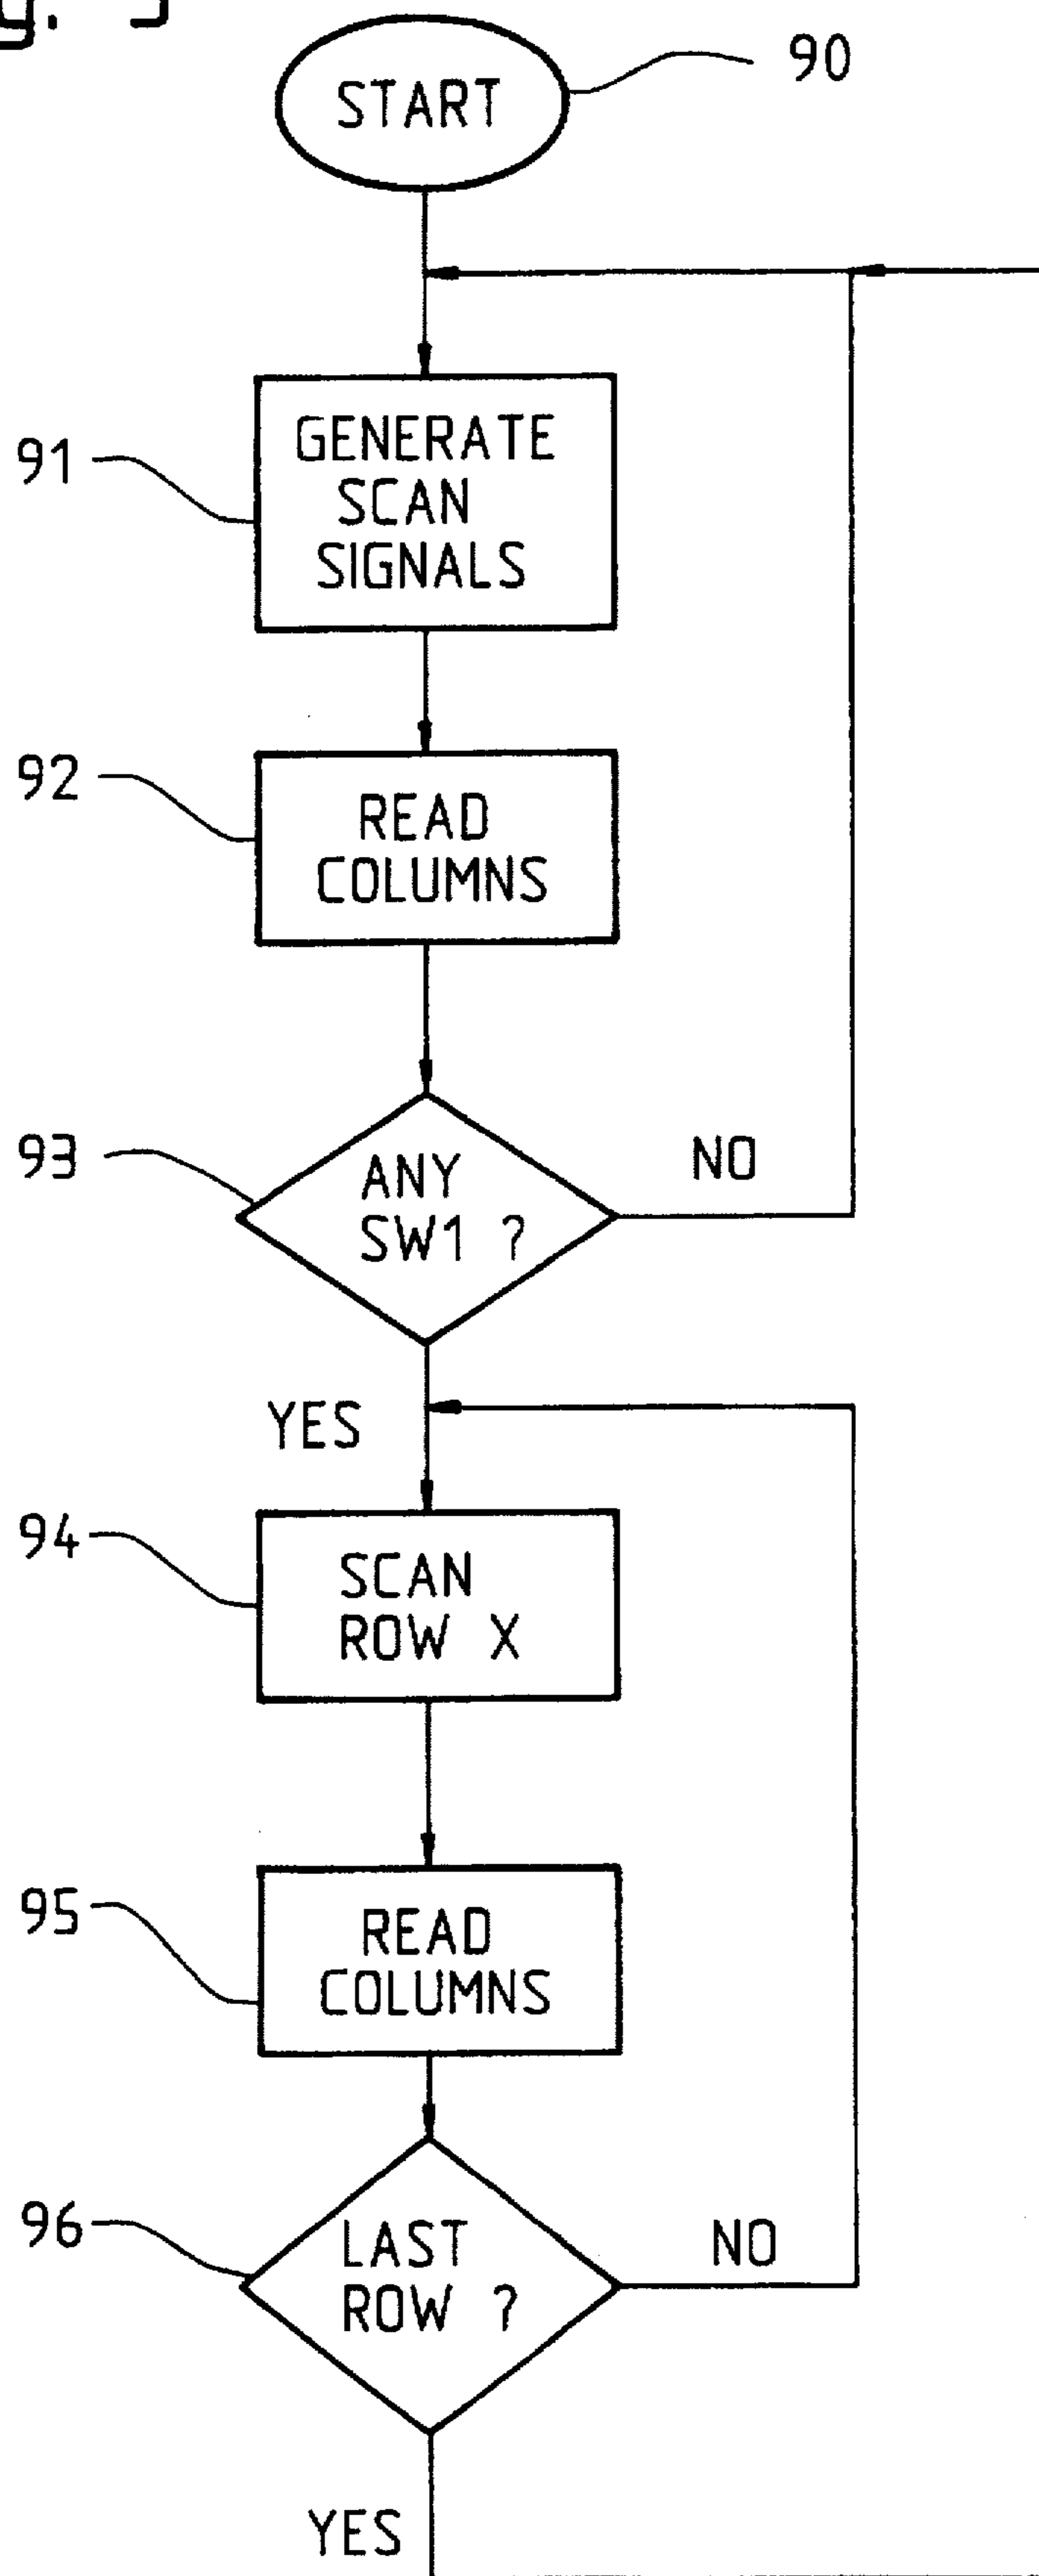 START
90
91
GENERATE
SCAN
SIGNALS
92
READ
COLUMNS
93
ANY
SW1 ?
NO
YES
94
SCAN
ROW X
95
READ
COLUMNS
96
LAST
ROW ?
NO
YES